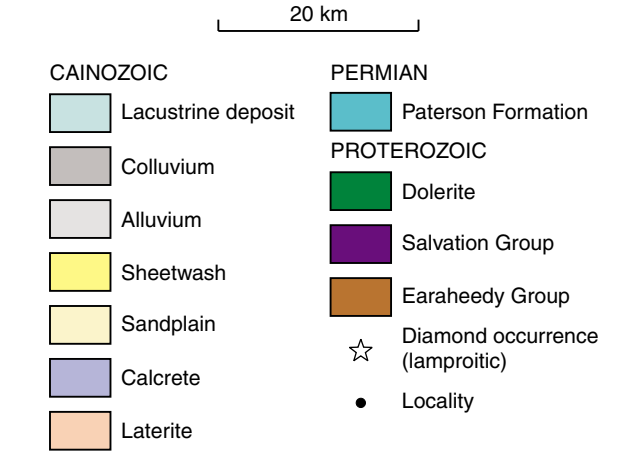 20 km
CAINOZOIC
Lacustrine deposit
Colluvium
Alluvium
Sheetwash
Sandplain
Calcrete
Laterite
PERMIAN
Paterson Formation
PROTEROZOIC
Dolerite
Salvation Group
Earaheedy Group
Diamond occurrence
(lamproitic)
Locality